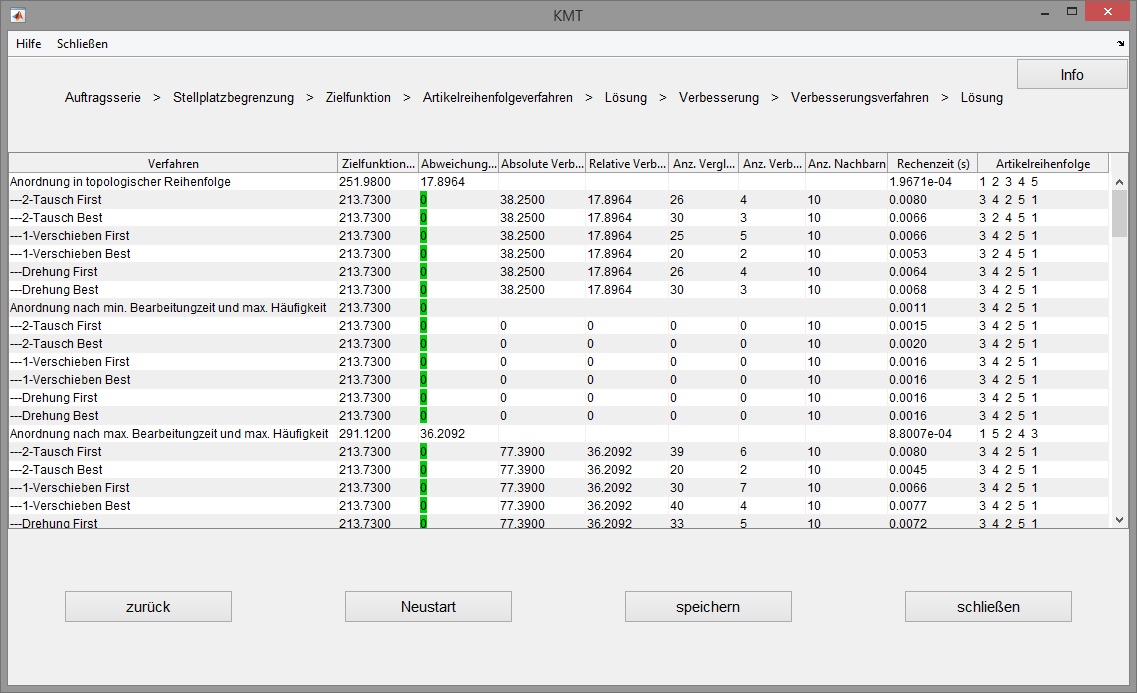 KMT
Hilfe Schließen
Info
Auftragsserie > Stellplatzbegrenzung > Zielfunktion > Artikelreihenfolgeverfahren > Lösung > Verbesserung > Verbesserungsverfahren > Lösung
Verfahren Zielfunktion... Abweichung... Absolute Verb... Relative Verb... Anz. Vergl... Anz. Verb... Anz. Nachbarn Rechenzeit (s) Artikelreihenfolge
Anordnung in topologischer Reihenfolge 251.9800 17.8964 1.9671e-04 1 2 3 4 5
---2-Tausch First 213.7300 0 38.2500 17.8964 26 4 10 0.0080 3 4 2 5 1
---2-Tausch Best 213.7300 0 38.2500 17.8964 30 3 10 0.0066 3 2 4 5 1
---1-Verschieben First 213.7300 0 38.2500 17.8964 25 5 10 0.0066 3 4 2 5 1
---1-Verschieben Best 213.7300 0 38.2500 17.8964 20 2 10 0.0053 3 2 4 5 1
---Drehung First 213.7300 0 38.2500 17.8964 26 4 10 0.0064 3 4 2 5 1
---Drehung Best 213.7300 0 38.2500 17.8964 30 3 10 0.0068 3 4 2 5 1
Anordnung nach min. Bearbeitungzeit und max. Häufigkeit 213.7300 0 0.0011 3 4 2 5 1
---2-Tausch First 213.7300 0 0 0 0 0 10 0.0015 3 4 2 5 1
---2-Tausch Best 213.7300 0 0 0 0 0 10 0.0020 3 4 2 5 1
---1-Verschieben First 213.7300 0 0 0 0 0 10 0.0016 3 4 2 5 1
---1-Verschieben Best 213.7300 0 0 0 0 0 10 0.0016 3 4 2 5 1
---Drehung First 213.7300 0 0 0 0 0 10 0.0016 3 4 2 5 1
---Drehung Best 213.7300 0 0 0 0 0 10 0.0016 3 4 2 5 1
Anordnung nach max. Bearbeitungzeit und max. Häufigkeit 291.1200 36.2092 8.8007e-04 1 5 2 4 3
---2-Tausch First 213.7300 0 77.3900 36.2092 39 6 10 0.0080 3 4 2 5 1
---2-Tausch Best 213.7300 0 77.3900 36.2092 20 2 10 0.0045 3 4 2 5 1
---1-Verschieben First 213.7300 0 77.3900 36.2092 30 7 10 0.0066 3 4 2 5 1
---1-Verschieben Best 213.7300 0 77.3900 36.2092 40 4 10 0.0077 3 4 2 5 1
---Drehung First 213.7300 0 77.3900 36.2092 33 5 10 0.0072 3 4 2 5 1
zurück Neustart speichern schließen